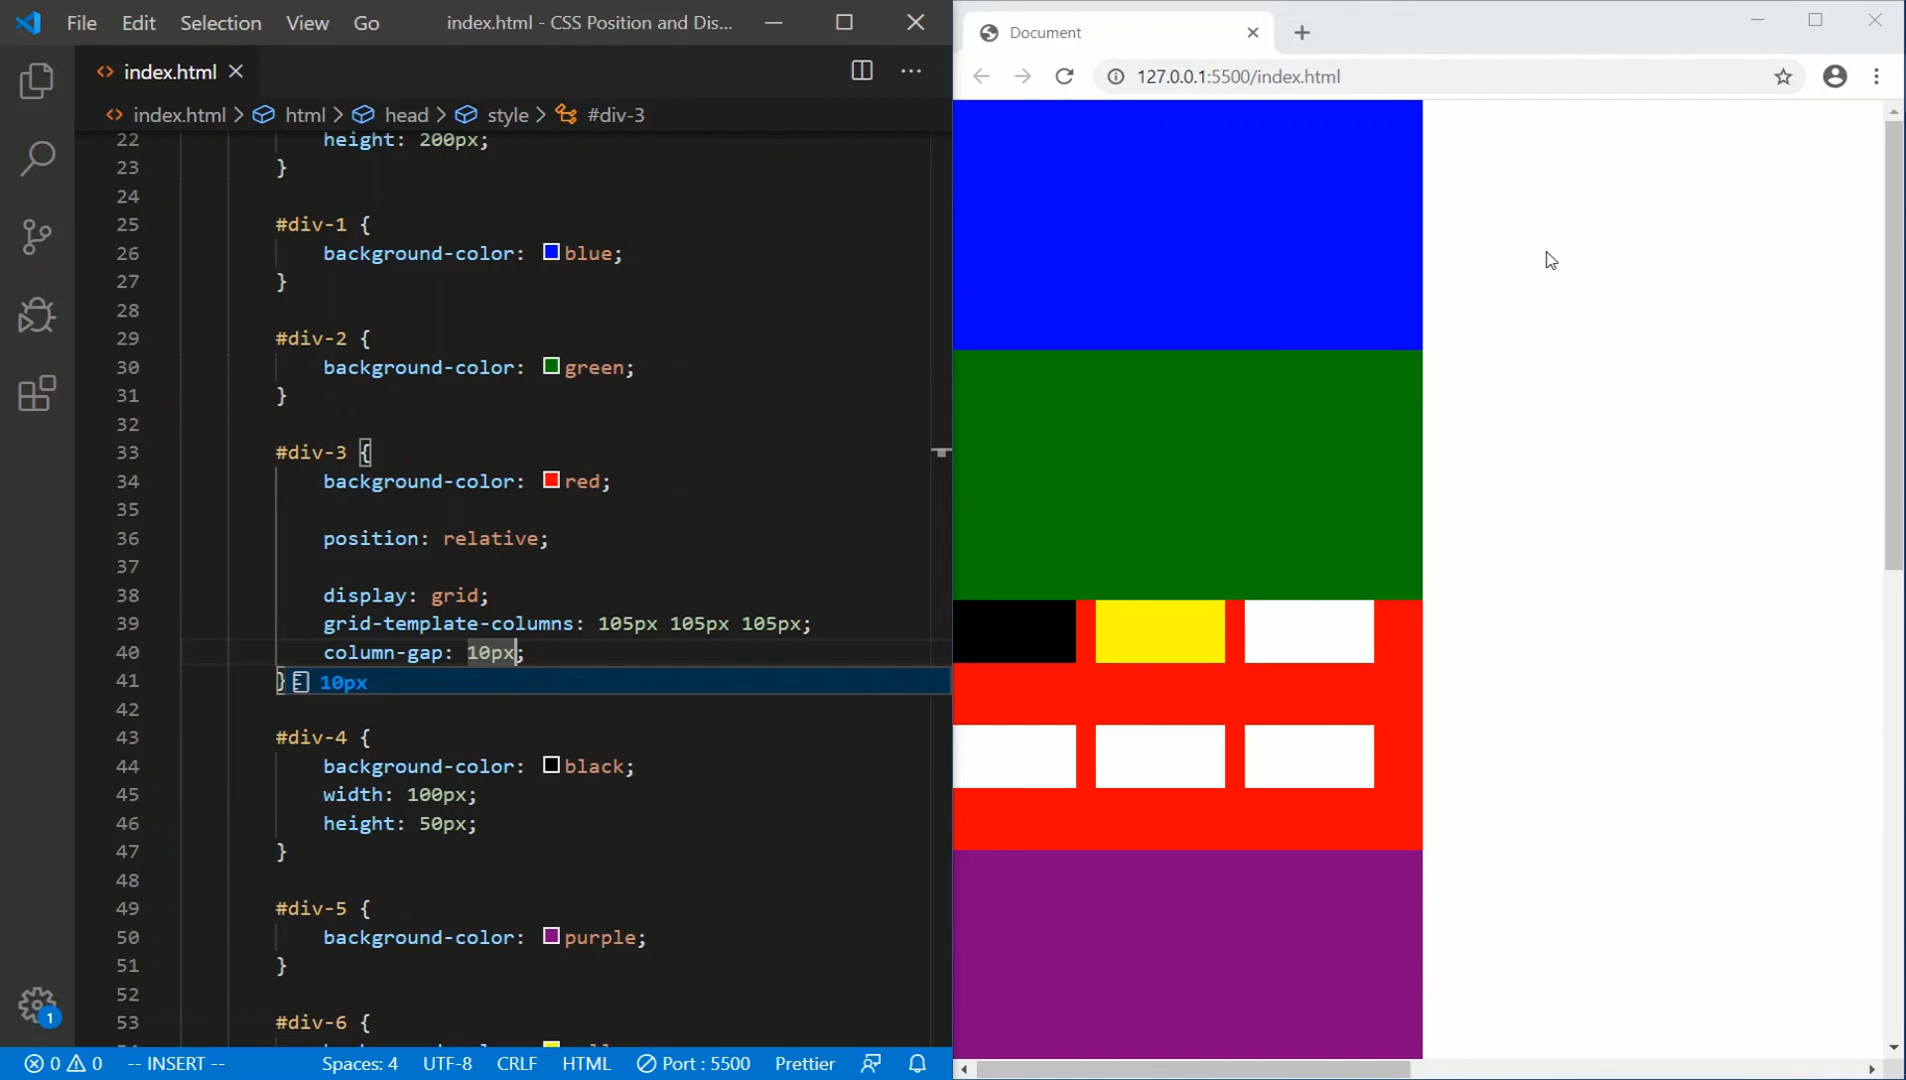 File Edit Selection View Go index.html - CSS Position and Dis...
Document
index.html
127.0.0.1:5500/index.html
index.html > html > head > style > #div-3
22 height: 200px;
23 }
24
25 #div-1 {
26 background-color: blue;
27 }
28
29 #div-2 {
30 background-color: green;
31 }
32
33 #div-3 {
34 background-color: red;
35
36 position: relative;
37
38 display: grid;
39 grid-template-columns: 105px 105px 105px;
40 column-gap: 10px;
41 } 10px
42
43 #div-4 {
44 background-color: black;
45 width: 100px;
46 height: 50px;
47 }
48
49 #div-5 {
50 background-color: purple;
51 }
52
53 #div-6 {
1
0 0 -- INSERT -- Spaces: 4 UTF-8 CRLF HTML Port : 5500 Prettier